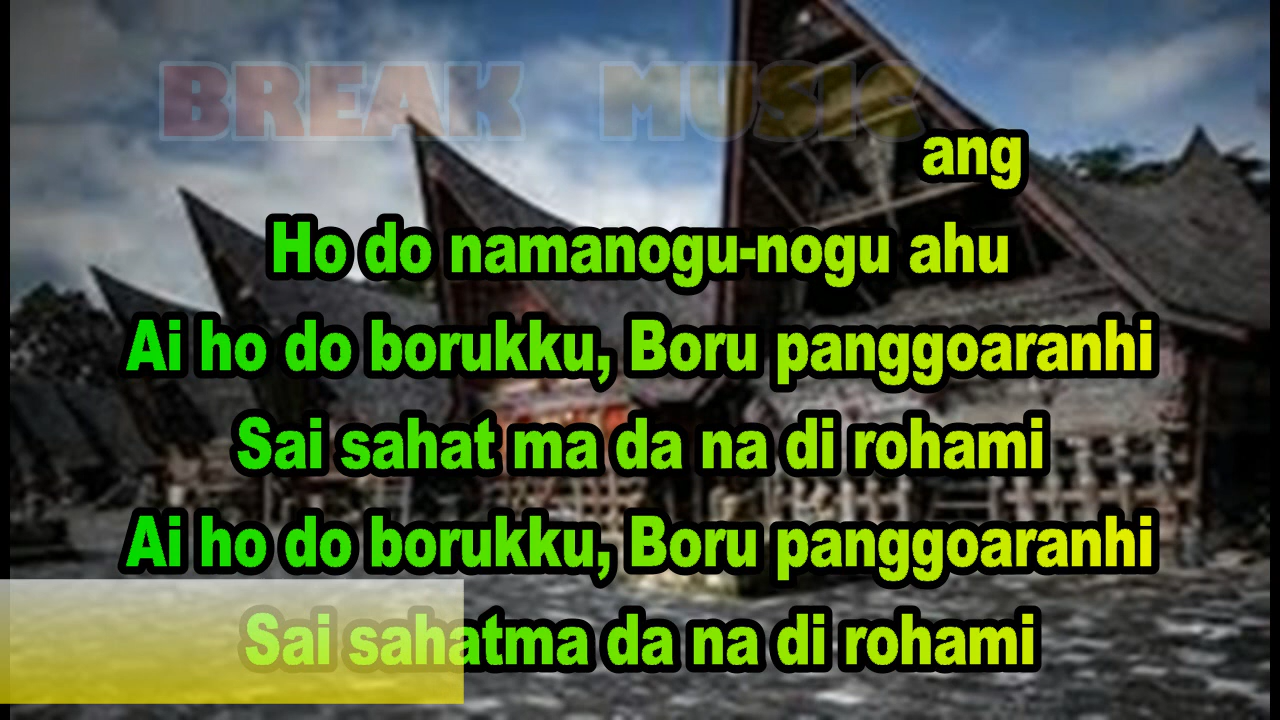 BREAK MUSIC
ang
Ho do namanogu-nogu ahu
Ai ho do borukku, Boru panggoaranhi
Sai sahat ma da na di rohami
Ai ho do borukku, Boru panggoaranhi
Sai sahatma da na di rohami